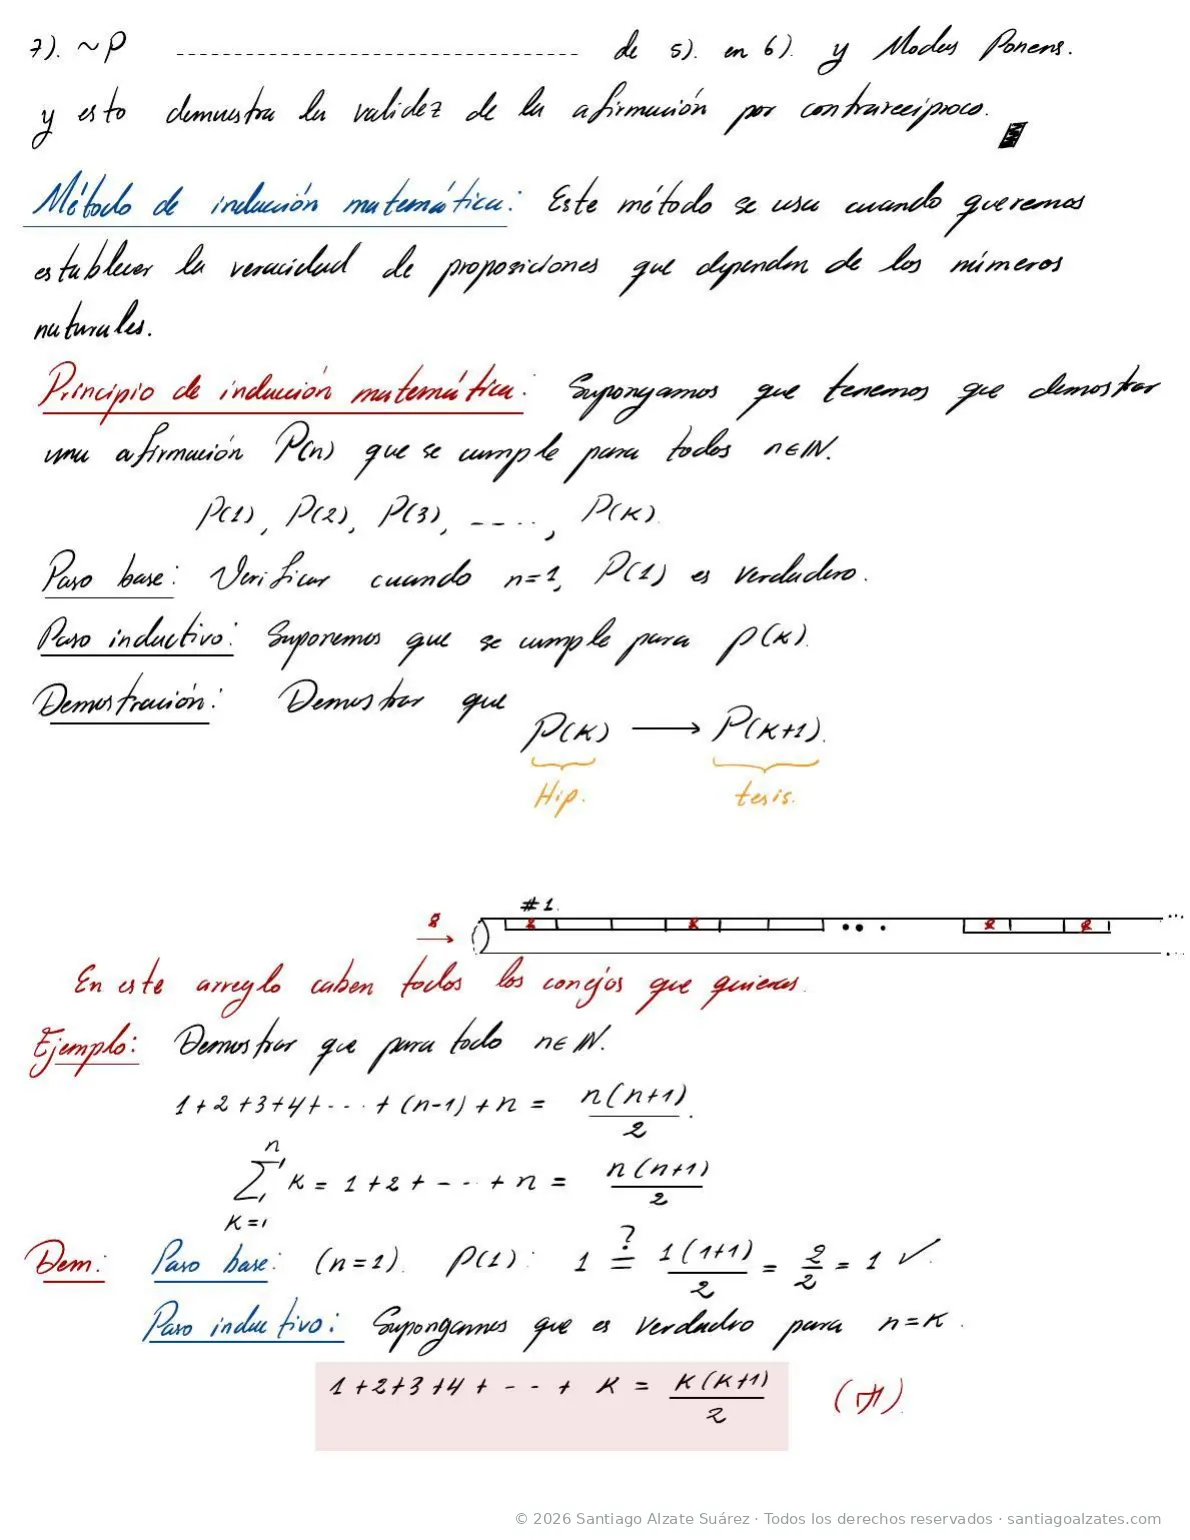 7). ~P ------------------------------ de 5). en 6). y Modus Ponens.
y esto demuestra la validez de la afirmación por contrarrecíproco.
Método de inducción matemática: Este método se usa cuando queremos
establecer la veracidad de proposiciones que dependen de los números
naturales.
Principio de inducción matemática: Supongamos que tenemos que demostrar
una afirmación P(n) que se cumple para todos n∈IN.
P(1), P(2), P(3), ----.., P(K).
Paso base: Verificar cuando n=1, P(1) es verdadero.
Paso inductivo: Suponemos que se cumple para p(k).
Demostración: Demostrar que
P(K) ⟶ P(K+1).
Hip. tesis.
#1.
En este arreglo caben todos los conejos que quieras.
Ejemplo: Demostrar que para todo n∈IN.
1+2+3+4+--·+(n-1)+n = n(n+1)/2.
∑_{K=1}^{n} K = 1+2+--·+n = n(n+1)/2
Dem: Paso base: (n=1). P(1): 1 ≟ 1(1+1)/2 = 2/2 = 1 ✓.
Paso inductivo: Supongamos que es verdadero para n=k.
1+2+3+4+--·+ K = K(K+1)/2 (H).
© 2026 Santiago Alzate Suárez · Todos los derechos reservados · santiagoalzates.com